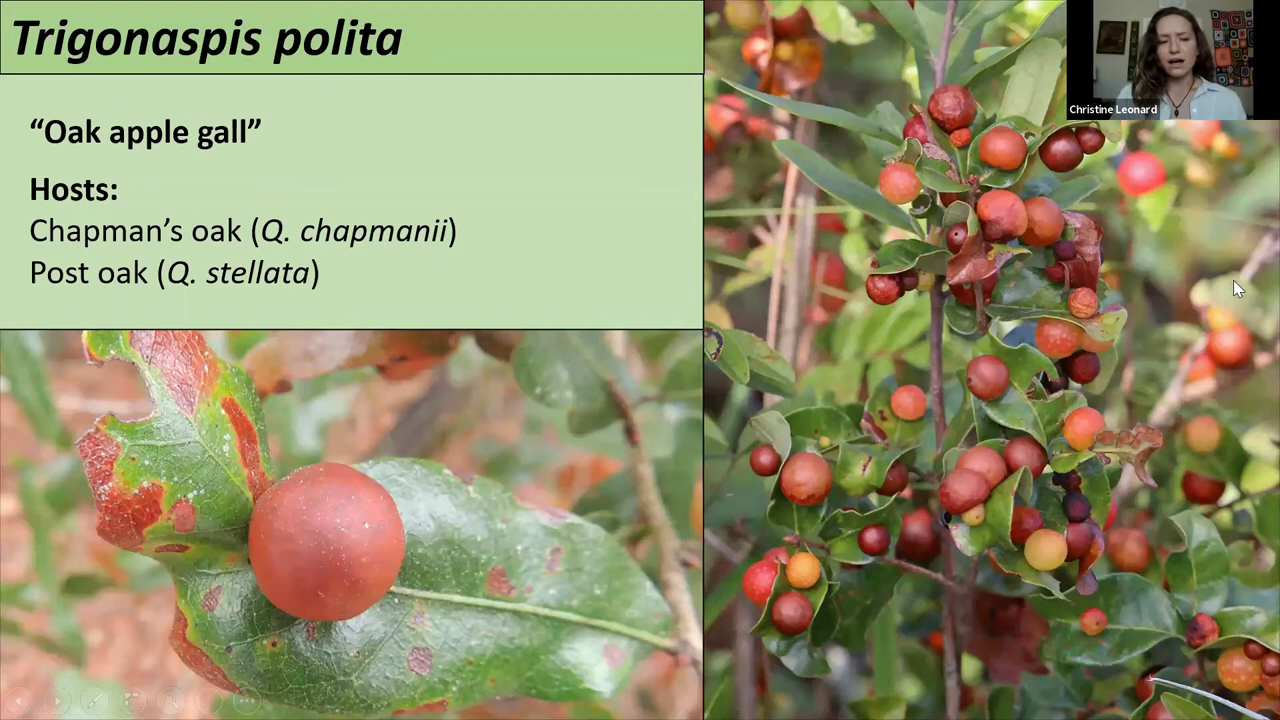 Trigonaspis polita
“Oak apple gall”
Hosts:
Chapman’s oak (Q. chapmanii)
Post oak (Q. stellata)
Christine Leonard